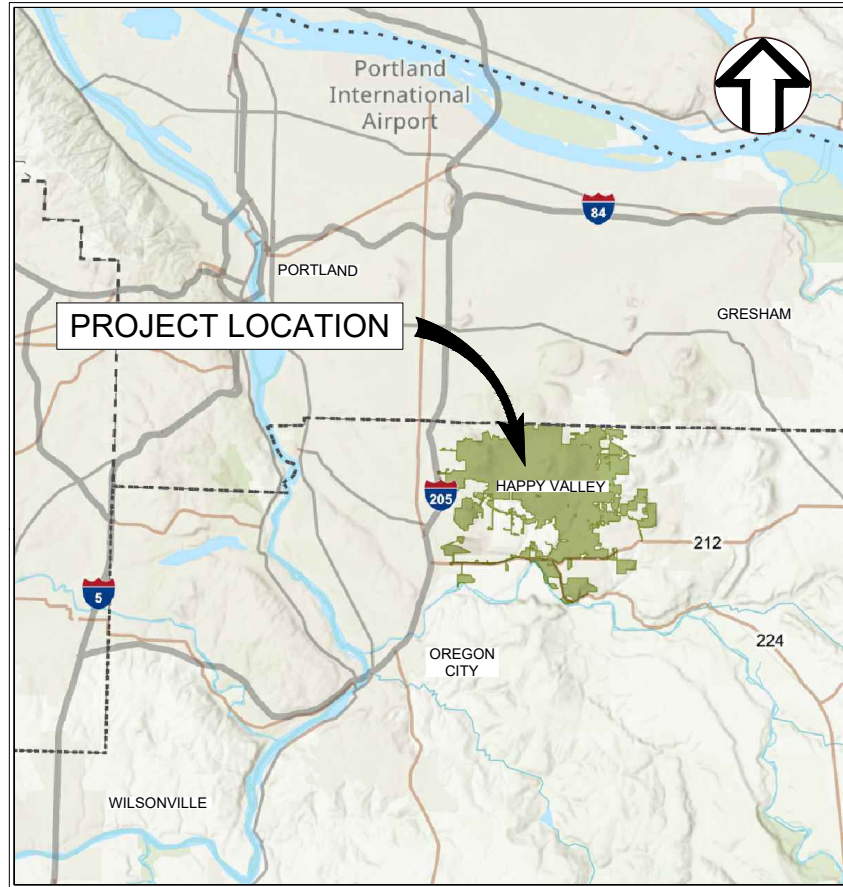 Portland
International
Airport
84
PORTLAND
GRESHAM
PROJECT LOCATION
HAPPY VALLEY
205
212
5
224
OREGON
CITY
WILSONVILLE